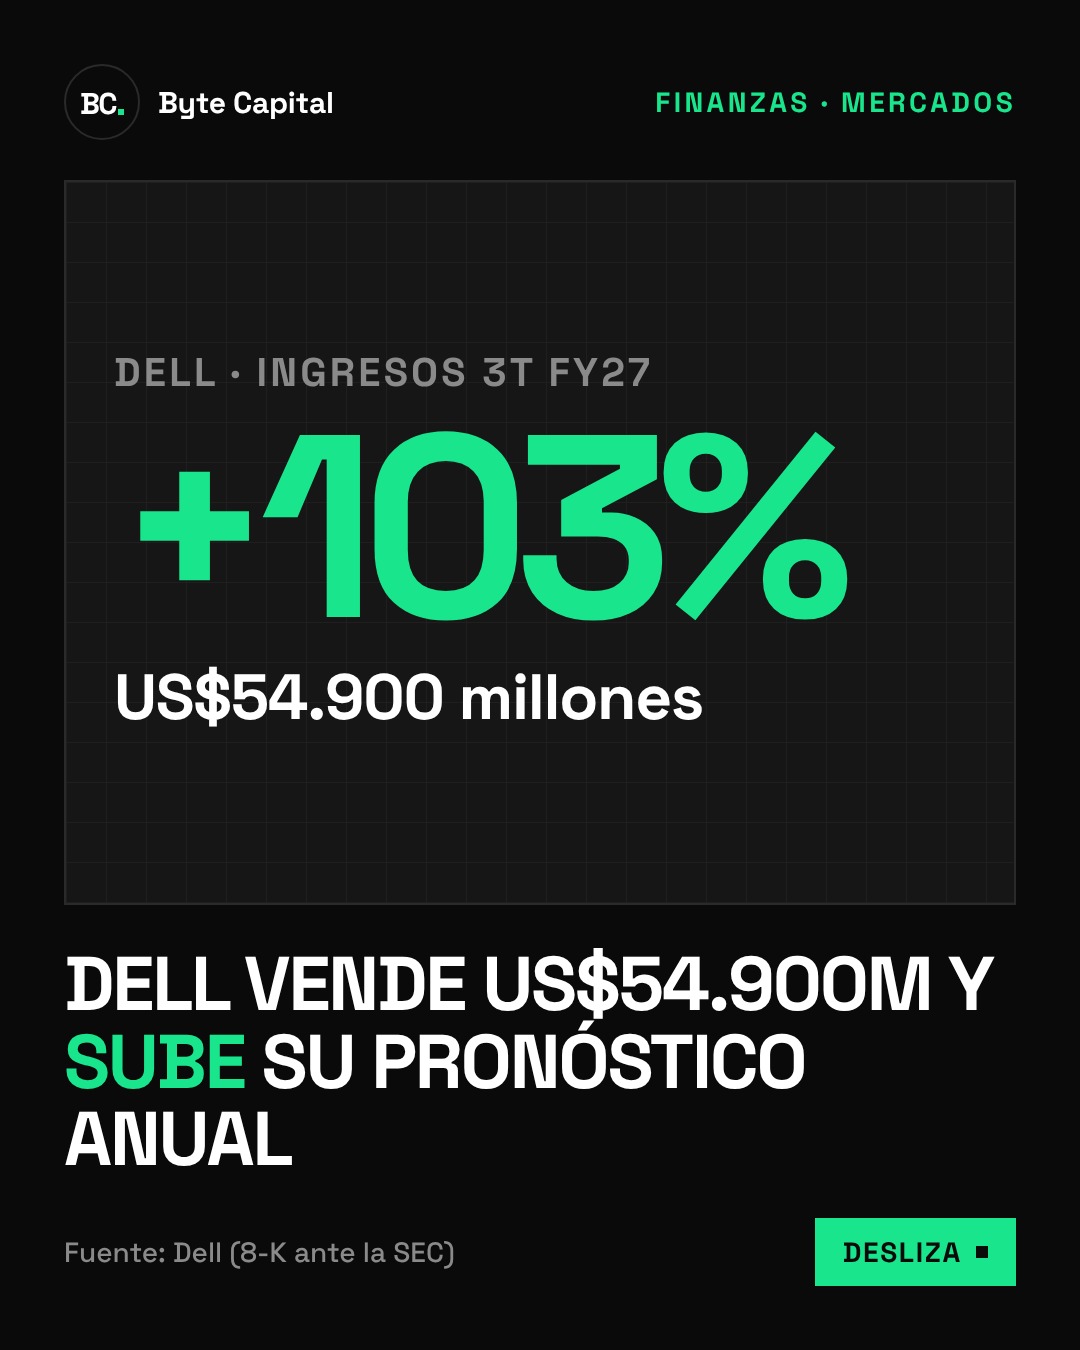 BC.
Byte Capital
FINANZAS · MERCADOS
DELL · INGRESOS 3T FY27
+103%
US$54.900 millones
DELL VENDE US$54.900M Y
SUBE SU PRONÓSTICO
ANUAL
Fuente: Dell (8-K ante la SEC)
DESLIZA